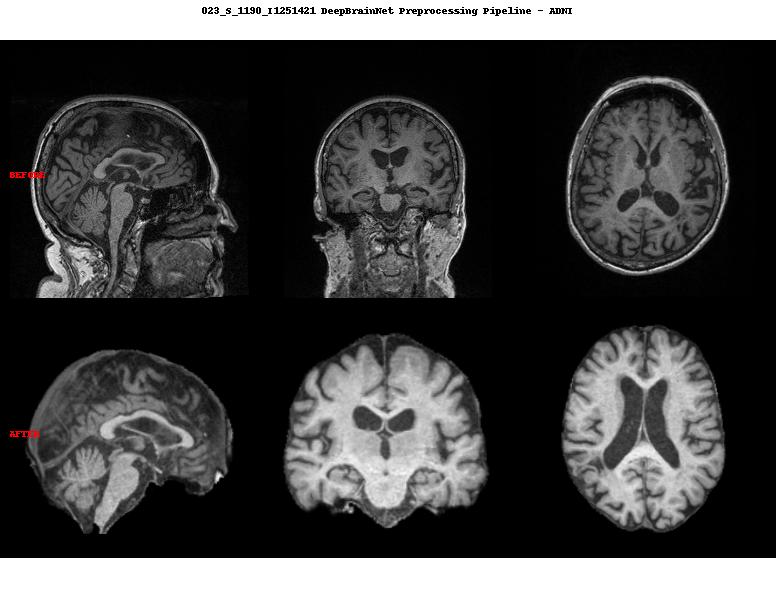 023_S_1190_I1251421 DeepBrainNet Preprocessing Pipeline - ADNI
BEFORE
AFTER